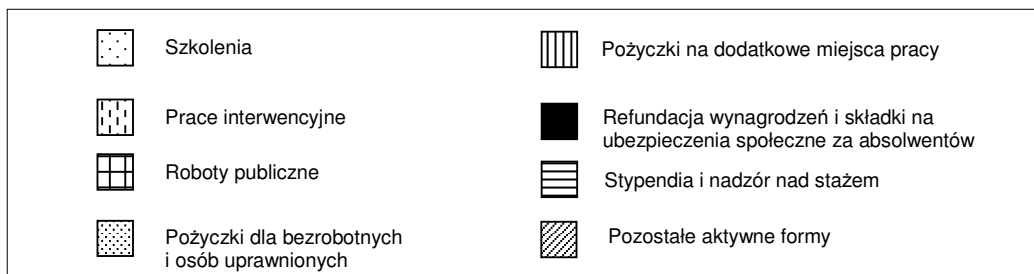 Szkolenia
Prace interwencyjne
Roboty publiczne
Pożyczki dla bezrobotnych
i osób uprawnionych
Pożyczki na dodatkowe miejsca pracy
Refundacja wynagrodzeń i składki na
ubezpieczenia społeczne za absolwentów
Stypendia i nadzór nad stażem
Pozostałe aktywne formy